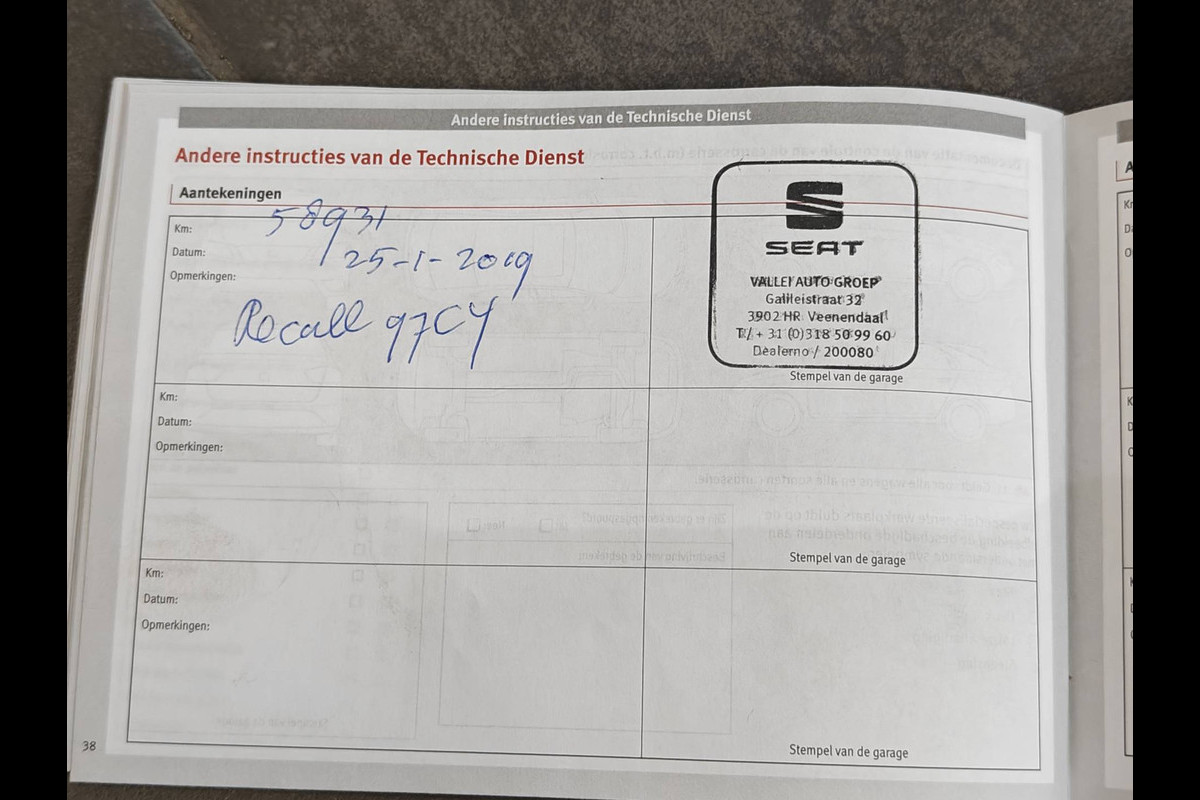 Andere instructies van de Technische Dienst
Andere instructies van de Technische Dienst
Aantekeningen
Km: 58931
Datum: 25-1-2019
Opmerkingen:
Recall 97CY
SEAT
VALLEI AUTO GROEP
Galileistraat 32
3902 HR Veenendaal
T/ + 31 (0)318 50 99 60
Dealerno / 200080
Stempel van de garage
Km:
Datum:
Opmerkingen:
Stempel van de garage
Km:
Datum:
Opmerkingen:
Stempel van de garage
38